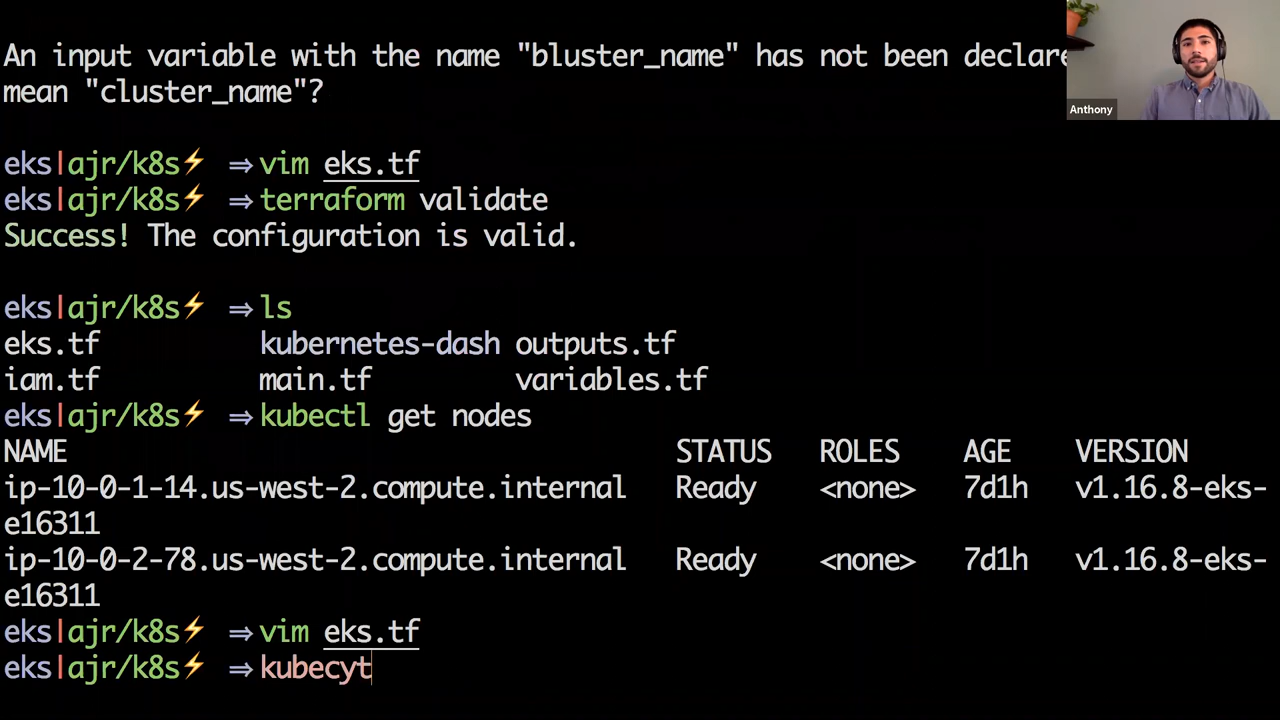 An input variable with the name "bluster_name" has not been declare
mean "cluster_name"?
Anthony
eks|ajr/k8s⚡ ⇒vim eks.tf
eks|ajr/k8s⚡ ⇒terraform validate
Success! The configuration is valid.
eks|ajr/k8s⚡ ⇒ls
eks.tf kubernetes-dash outputs.tf
iam.tf main.tf variables.tf
eks|ajr/k8s⚡ ⇒kubectl get nodes
NAME STATUS ROLES AGE VERSION
ip-10-0-1-14.us-west-2.compute.internal Ready <none> 7d1h v1.16.8-eks-
e16311
ip-10-0-2-78.us-west-2.compute.internal Ready <none> 7d1h v1.16.8-eks-
e16311
eks|ajr/k8s⚡ ⇒vim eks.tf
eks|ajr/k8s⚡ ⇒kubecyt